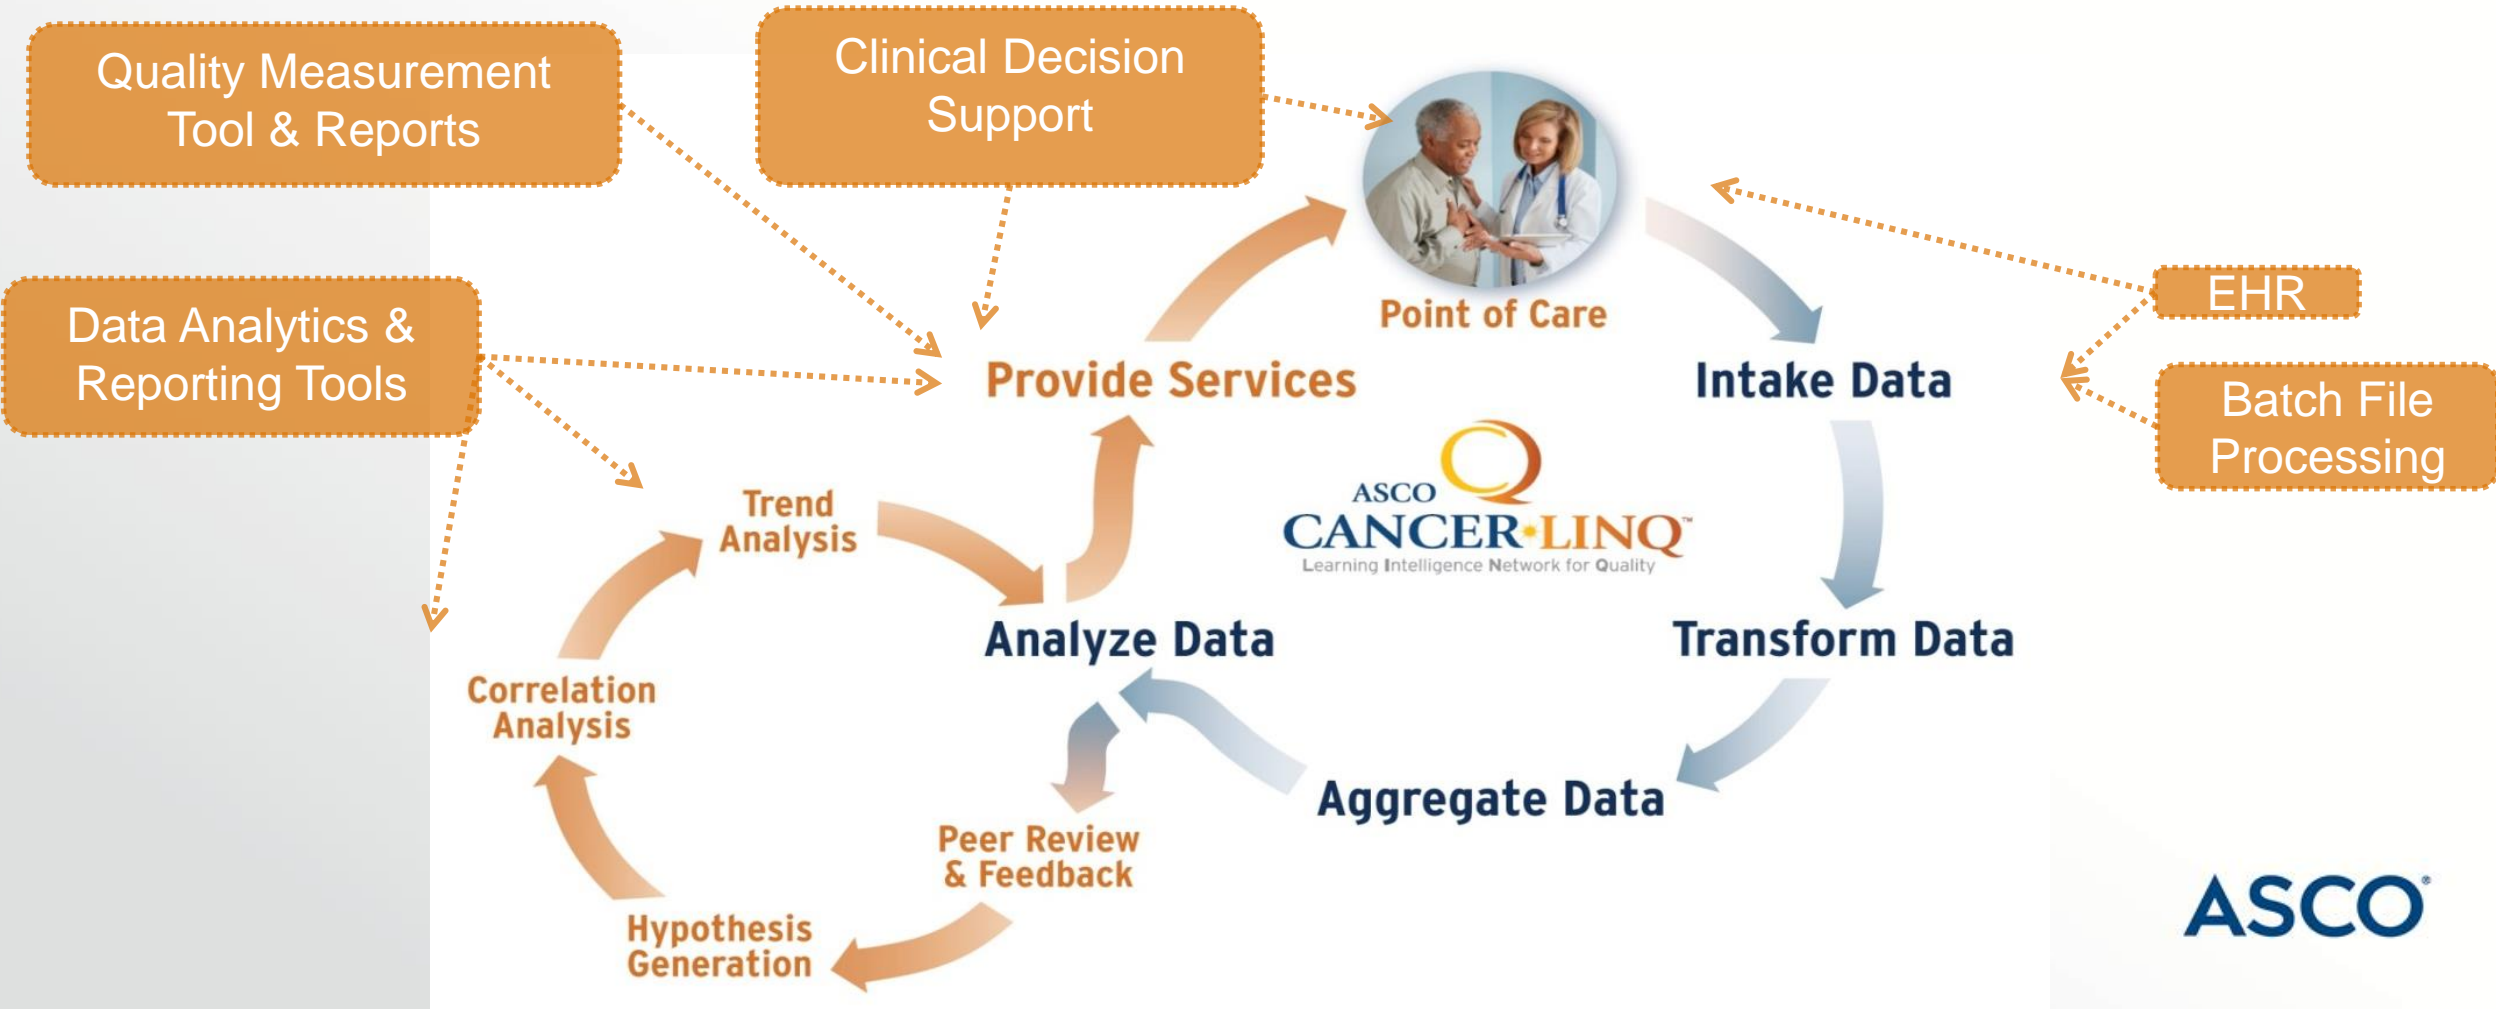 Quality Measurement
Tool & Reports
Clinical Decision
Support
Data Analytics &
Reporting Tools
EHR
Batch File
Processing
Point of Care
Provide Services
Intake Data
ASCO
CANCER LINQ™
Learning Intelligence Network for Quality
Trend
Analysis
Analyze Data
Transform Data
Correlation
Analysis
Aggregate Data
Peer Review
& Feedback
Hypothesis
Generation
ASCO®